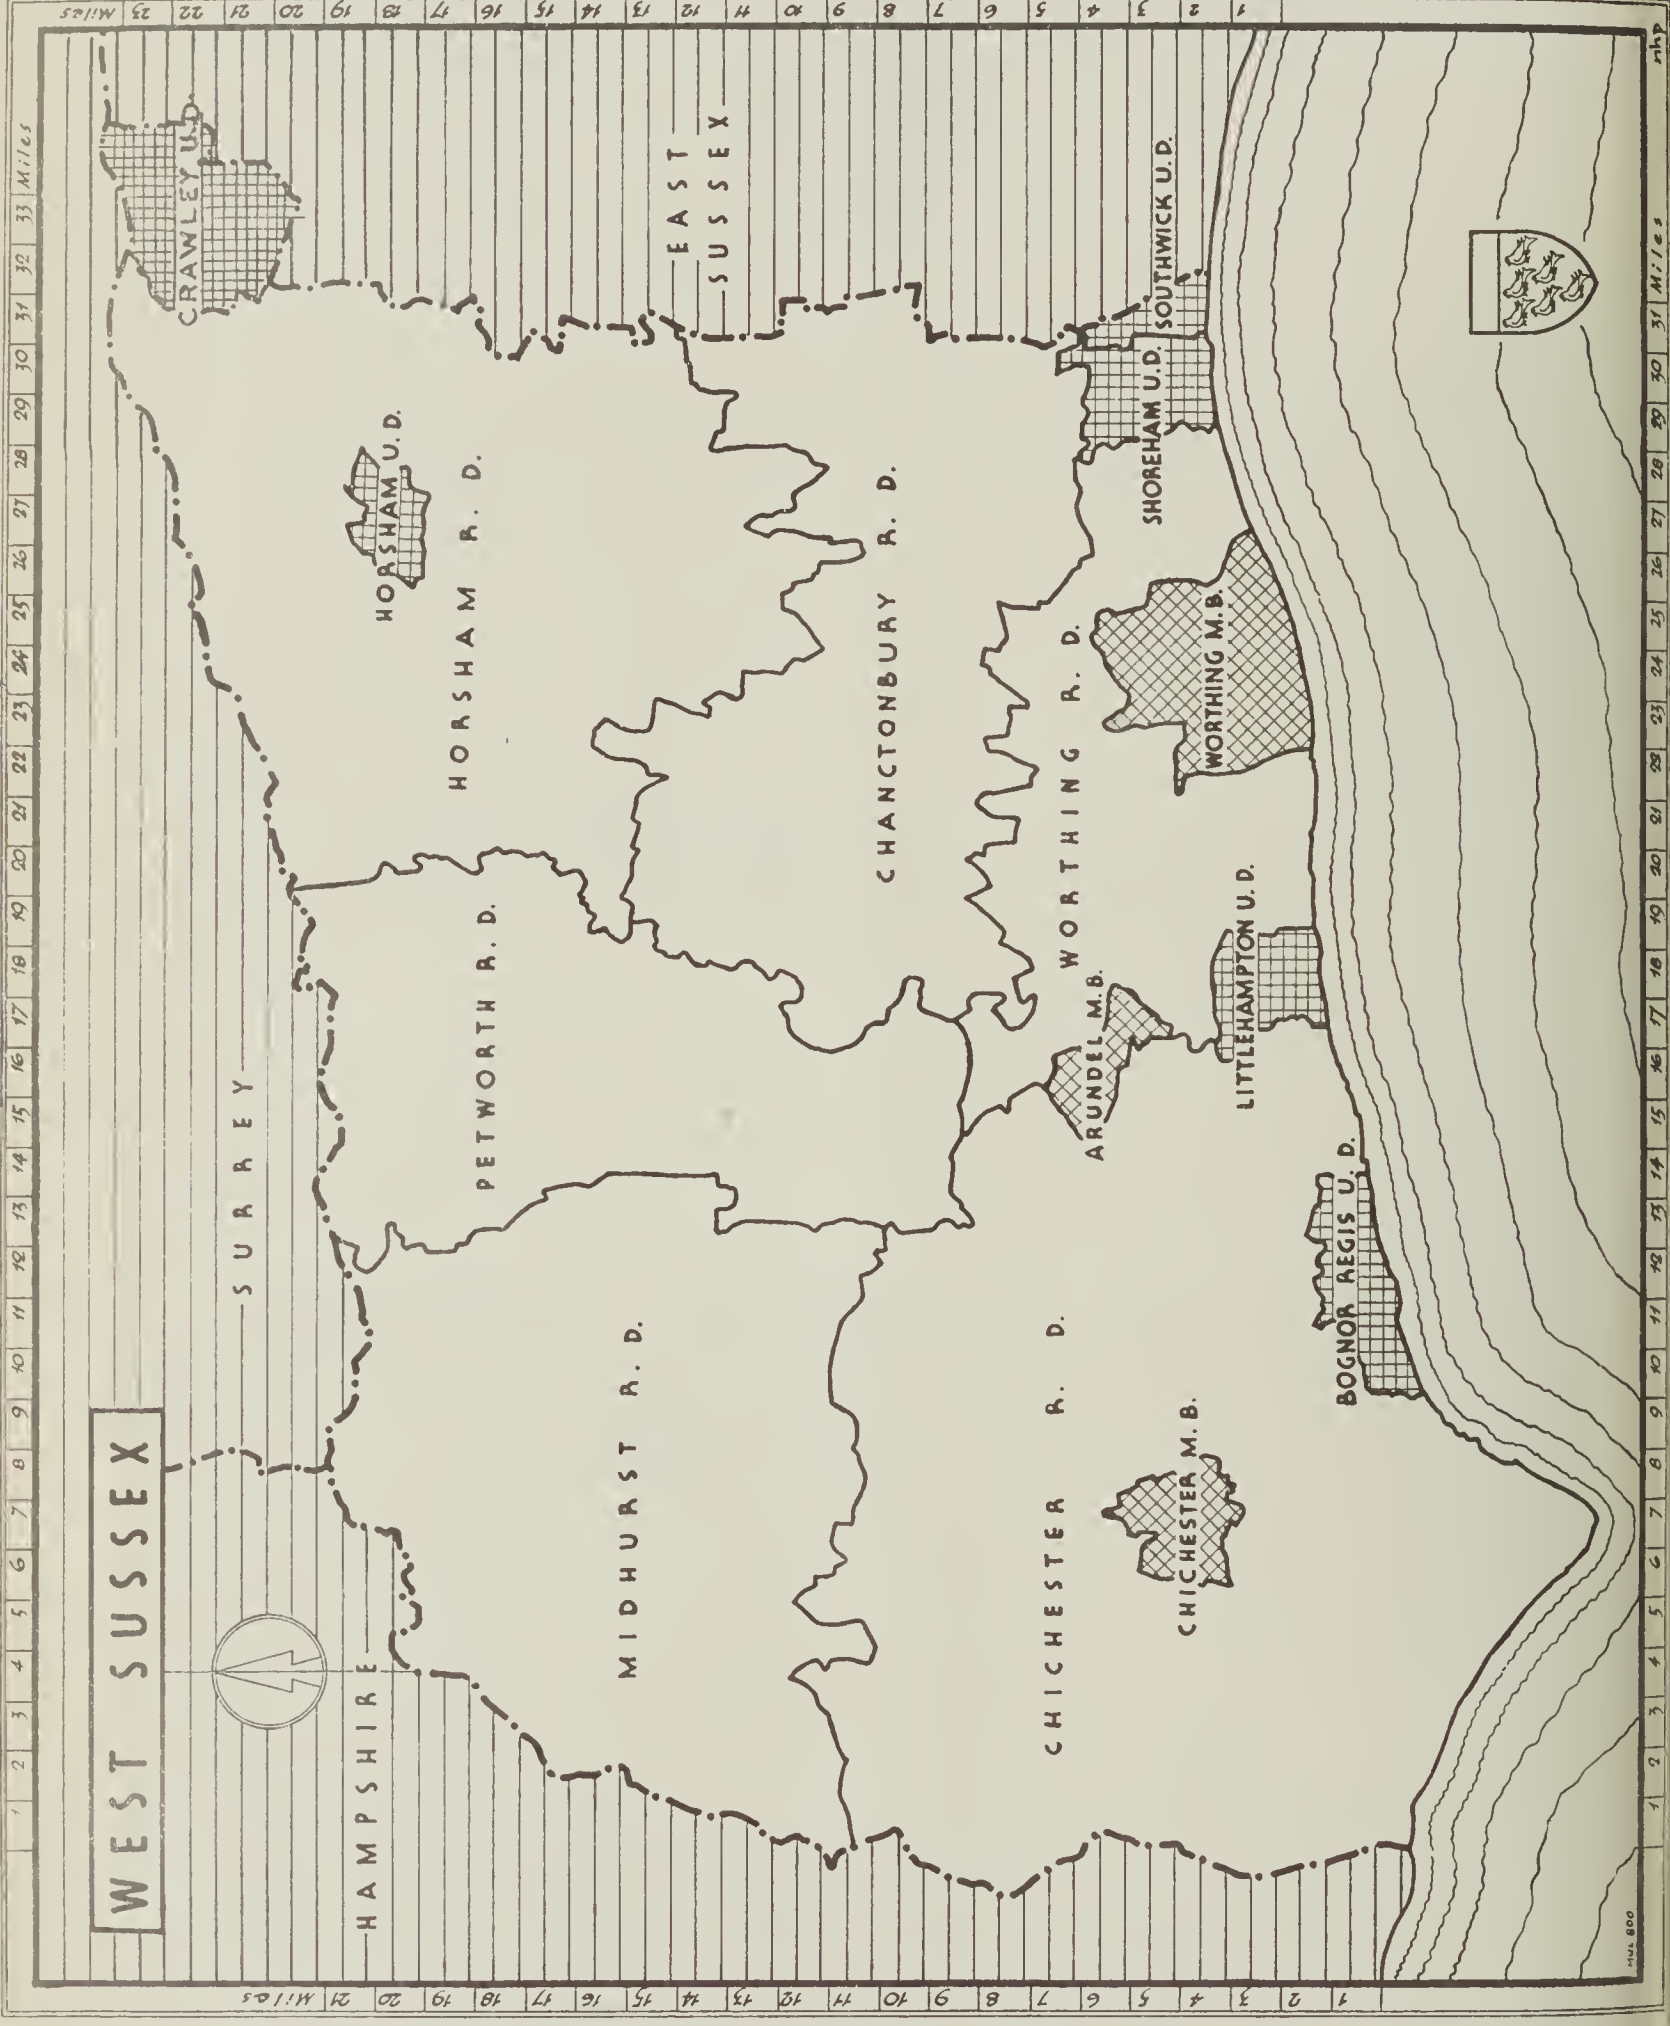 WEST SUSSEX
SURREY
HAMPSHIRE
EAST
SUSSEX
CRAWLEY U.D.
HORSHAM U.D.
HORSHAM R. D.
PETWORTH R. D.
MIDHURST R. D.
CHANCTONBURY R. D.
WORTHING R. D.
CHICHESTER R. D.
SOUTHWICK U.D.
SHOREHAM U.D.
WORTHING M.B.
ARUNDEL M.B.
LITTLEHAMPTON U.D.
CHICHESTER M.B.
BOGNOR REGIS U. D.
1 2 3 4 5 6 7 8 9 10 11 12 13 14 15 16 17 18 19 20 21 22 23 24 25 26 27 28 29 30 31 32 33 Miles
1 2 3 4 5 6 7 8 9 10 11 12 13 14 15 16 17 18 19 20 21 Miles
1 2 3 4 5 6 7 8 9 10 11 12 13 14 15 16 17 18 19 20 21 22 23 Miles
1 2 3 4 5 6 7 8 9 10 11 12 13 14 15 16 17 18 19 20 21 22 23 24 25 26 27 28 29 30 31 Miles
nhp